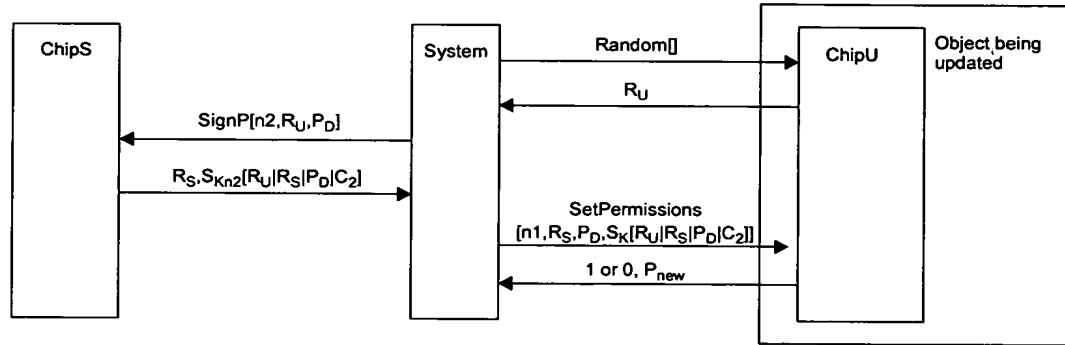 ChipS
System
ChipU
Object being
updated
Random[]
R_U
SignP[n2,R_U,P_D]
R_S,S_Kn2[R_U|R_S|P_D|C_2]
SetPermissions
[n1,R_S,P_D,S_K[R_U|R_S|P_D|C_2]]
1 or 0, P_new